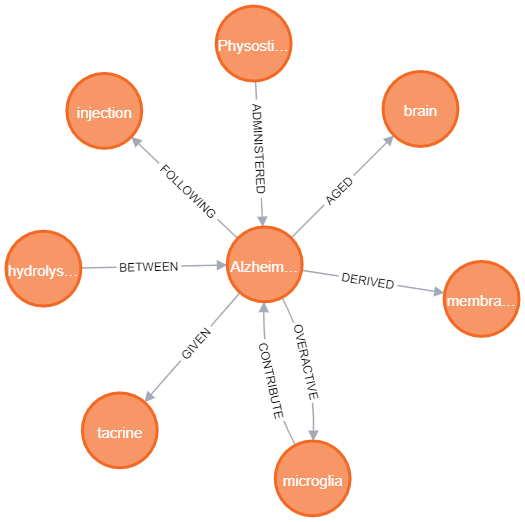 Physosti...
ADMINISTERED
injection
brain
FOLLOWING
AGED
hydrolys...
BETWEEN
Alzheim...
DERIVED
membra...
GIVEN
CONTRIBUTE
OVERACTIVE
tacrine
microglia